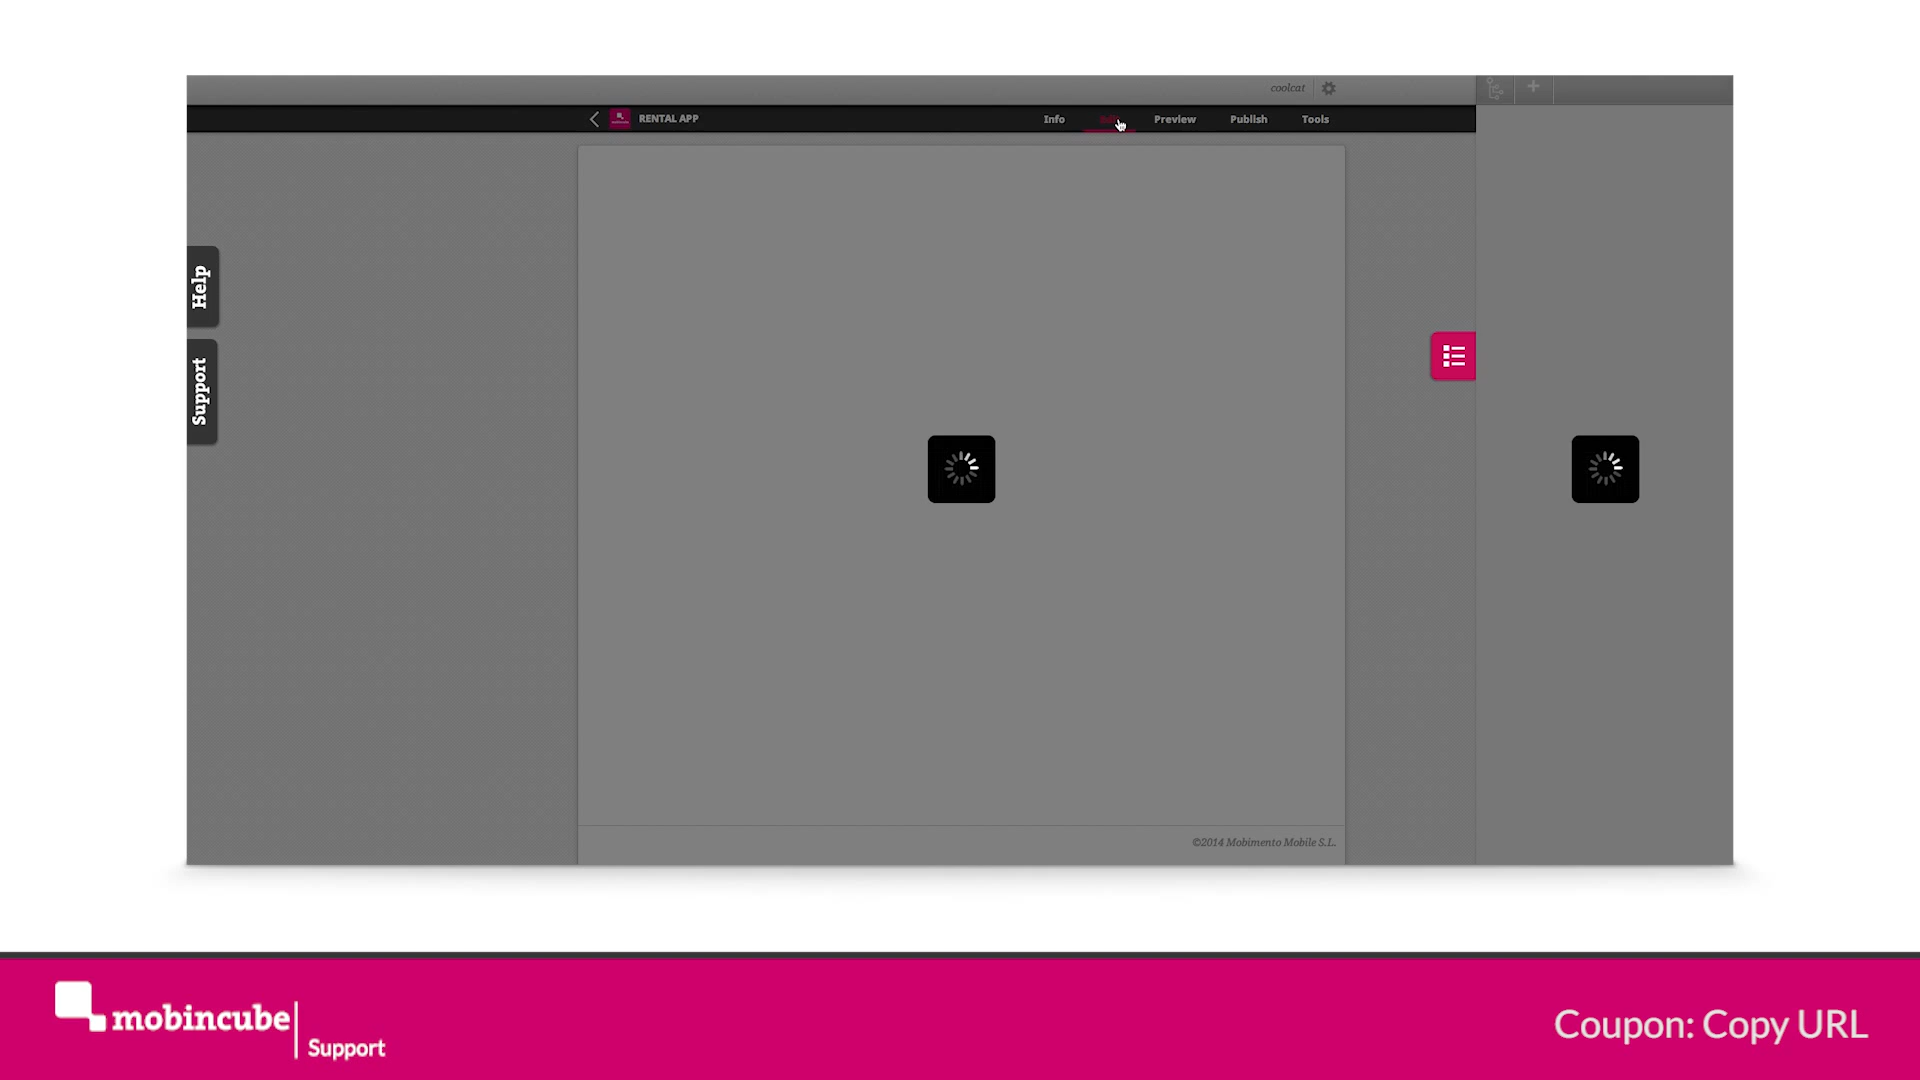 coolcat
RENTAL APP
Info
Preview
Publish
Tools
Help
Support
©2014 Mobimento Mobile S.L.
mobincube
Support
Coupon: Copy URL